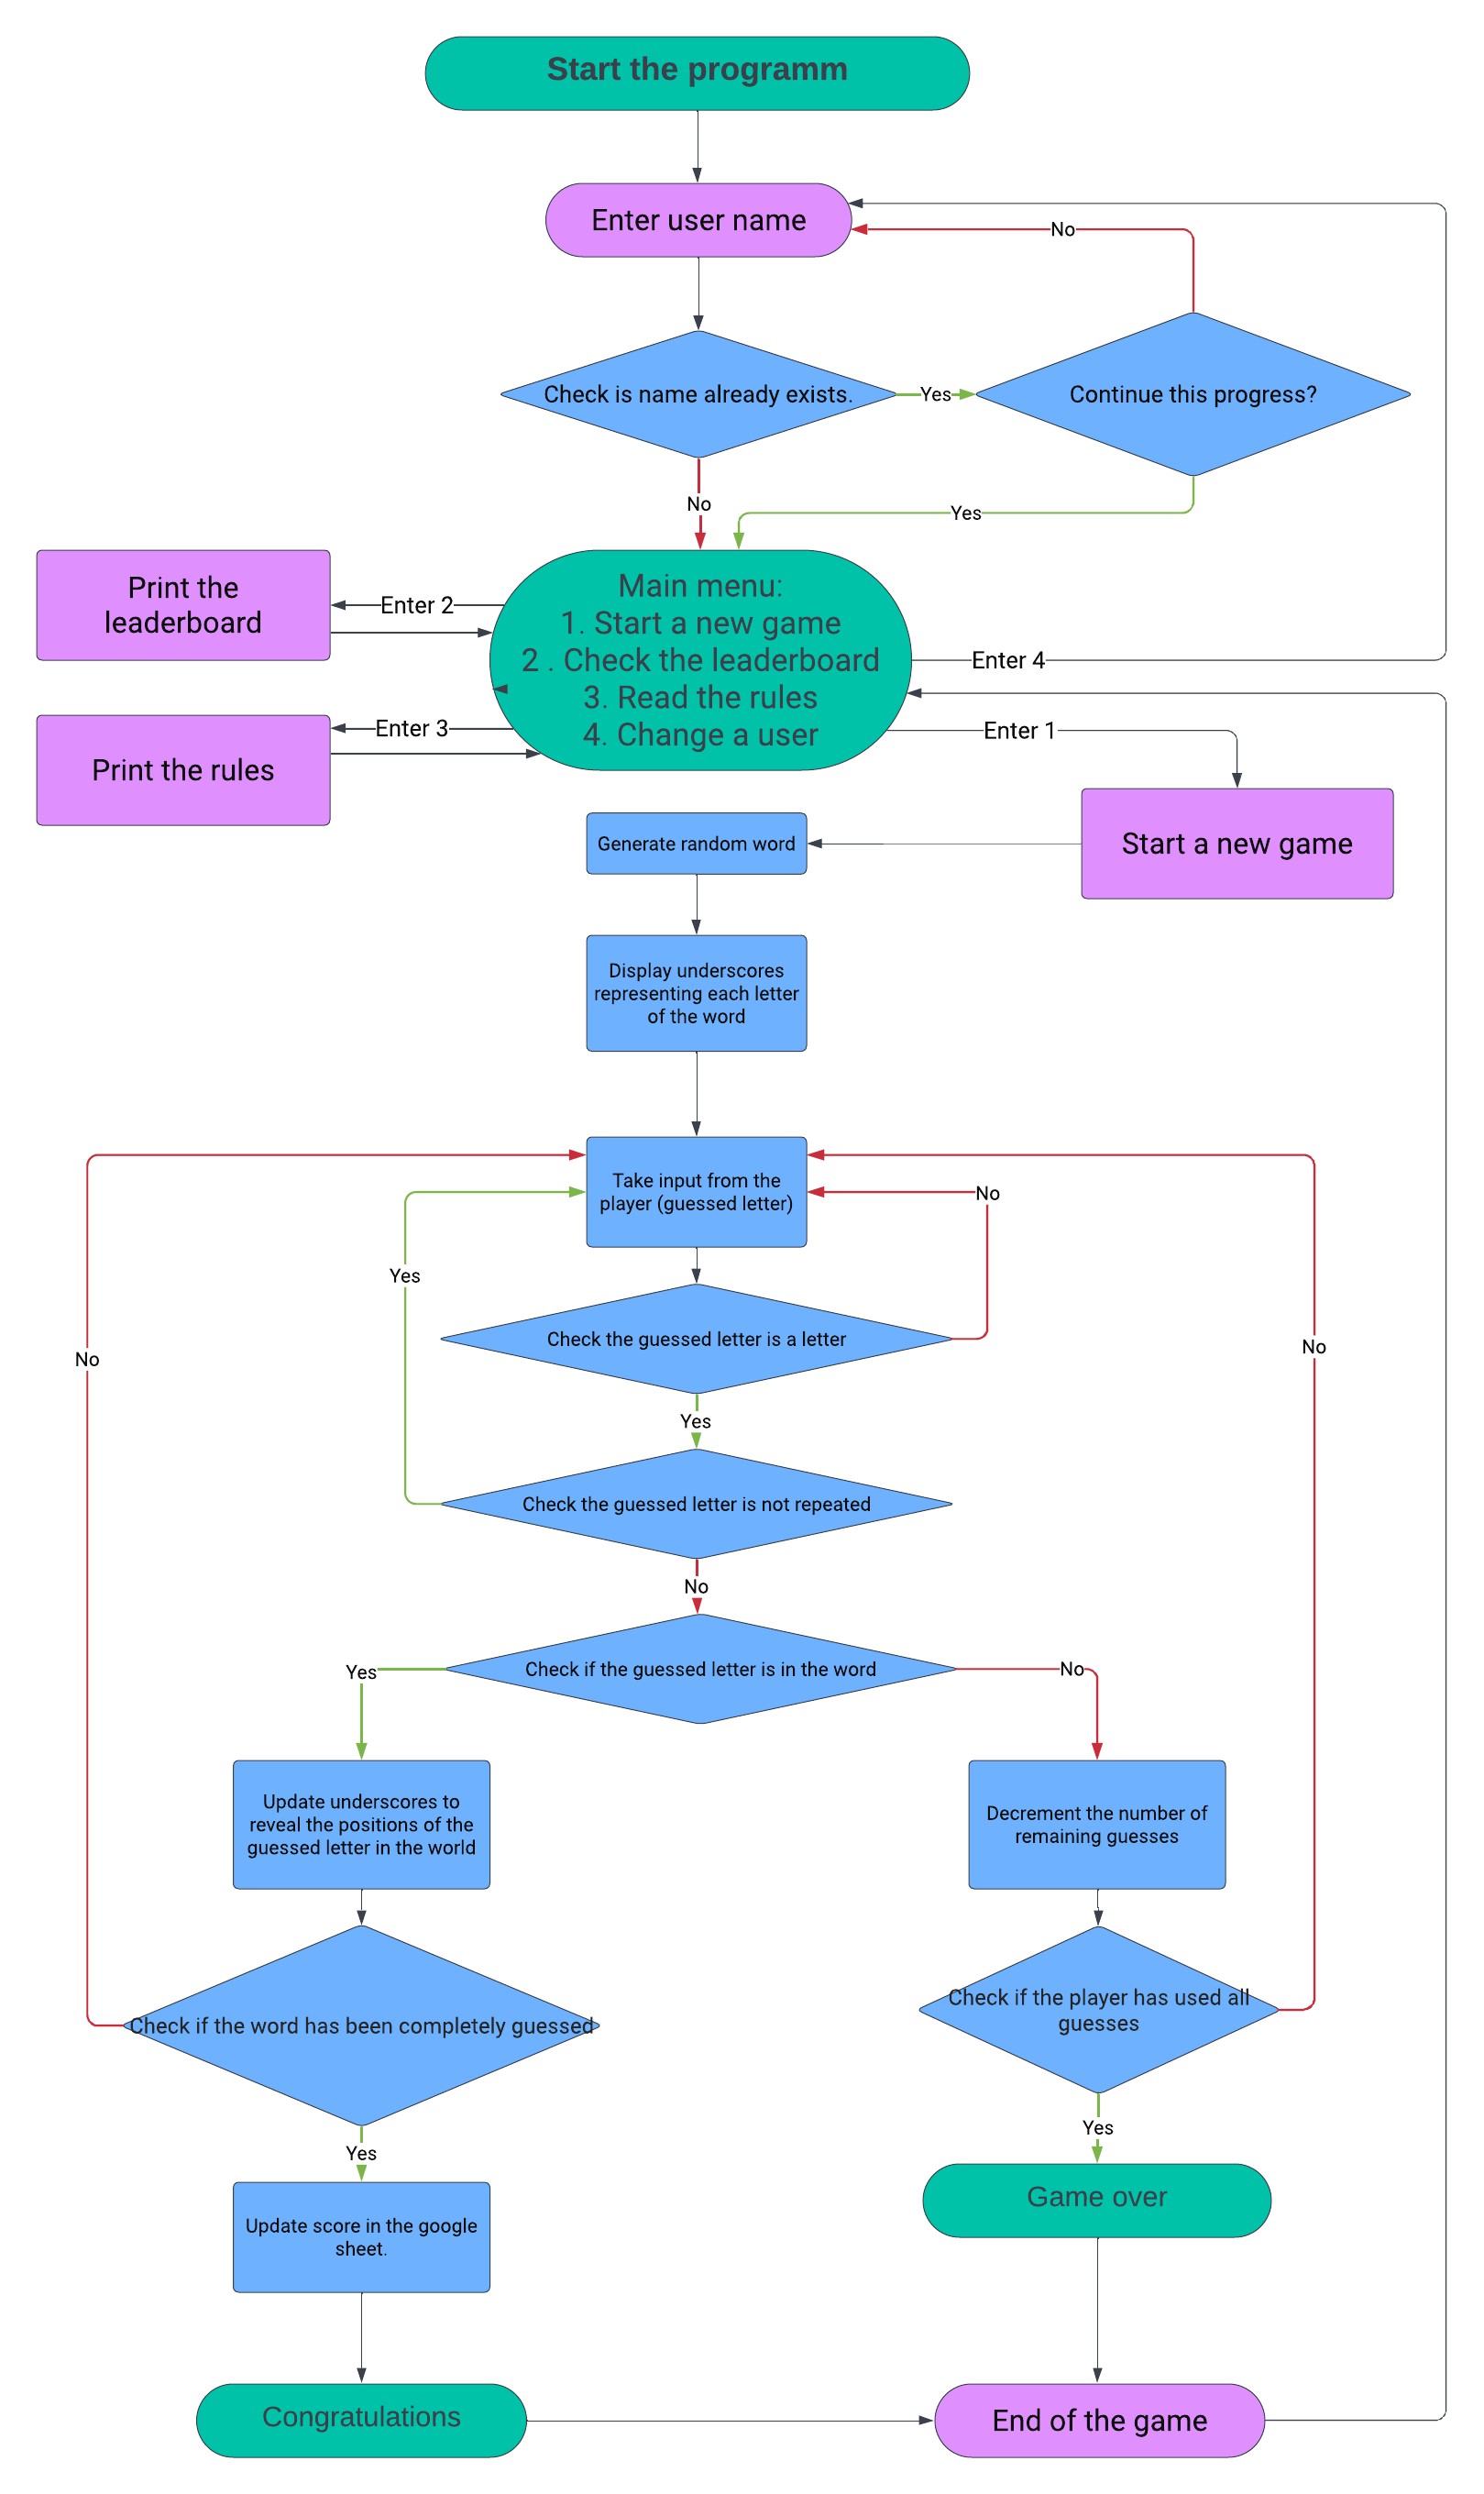 Start the programm
Enter user name
No
Check is name already exists.
Yes
Continue this progress?
No
Yes
Print the
leaderboard
Enter 2
Main menu:
1. Start a new game
2 . Check the leaderboard
3. Read the rules
4. Change a user
Enter 4
Enter 3
Enter 1
Print the rules
Generate random word
Start a new game
Display underscores
representing each letter
of the word
Take input from the
player (guessed letter)
No
Yes
Check the guessed letter is a letter
No
No
Yes
Check the guessed letter is not repeated
No
Check if the guessed letter is in the word
Yes
No
Update underscores to
reveal the positions of the
guessed letter in the world
Decrement the number of
remaining guesses
Check if the word has been completely guessed
Check if the player has used all
guesses
Yes
Yes
Game over
Update score in the google
sheet.
Congratulations
End of the game